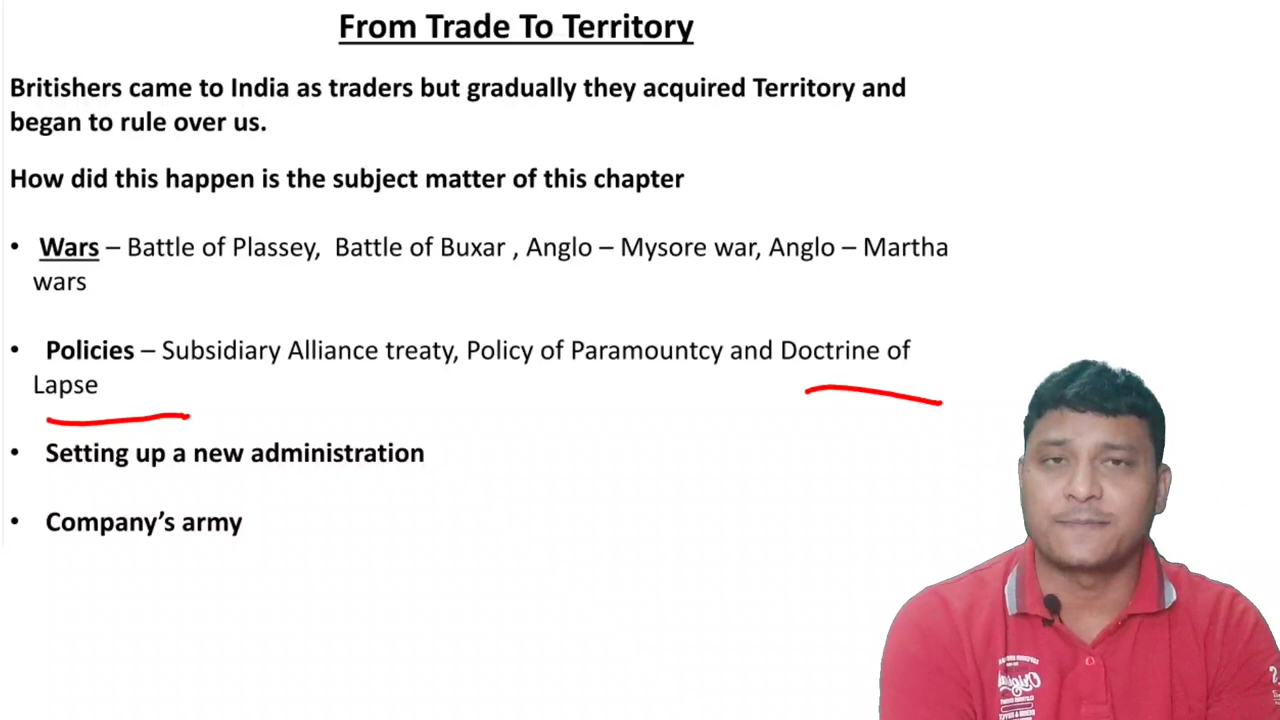 From Trade To Territory
Britishers came to India as traders but gradually they acquired Territory and
began to rule over us.
How did this happen is the subject matter of this chapter
• Wars – Battle of Plassey, Battle of Buxar , Anglo – Mysore war, Anglo – Martha
wars
• Policies – Subsidiary Alliance treaty, Policy of Paramountcy and Doctrine of
Lapse
• Setting up a new administration
• Company's army
Original